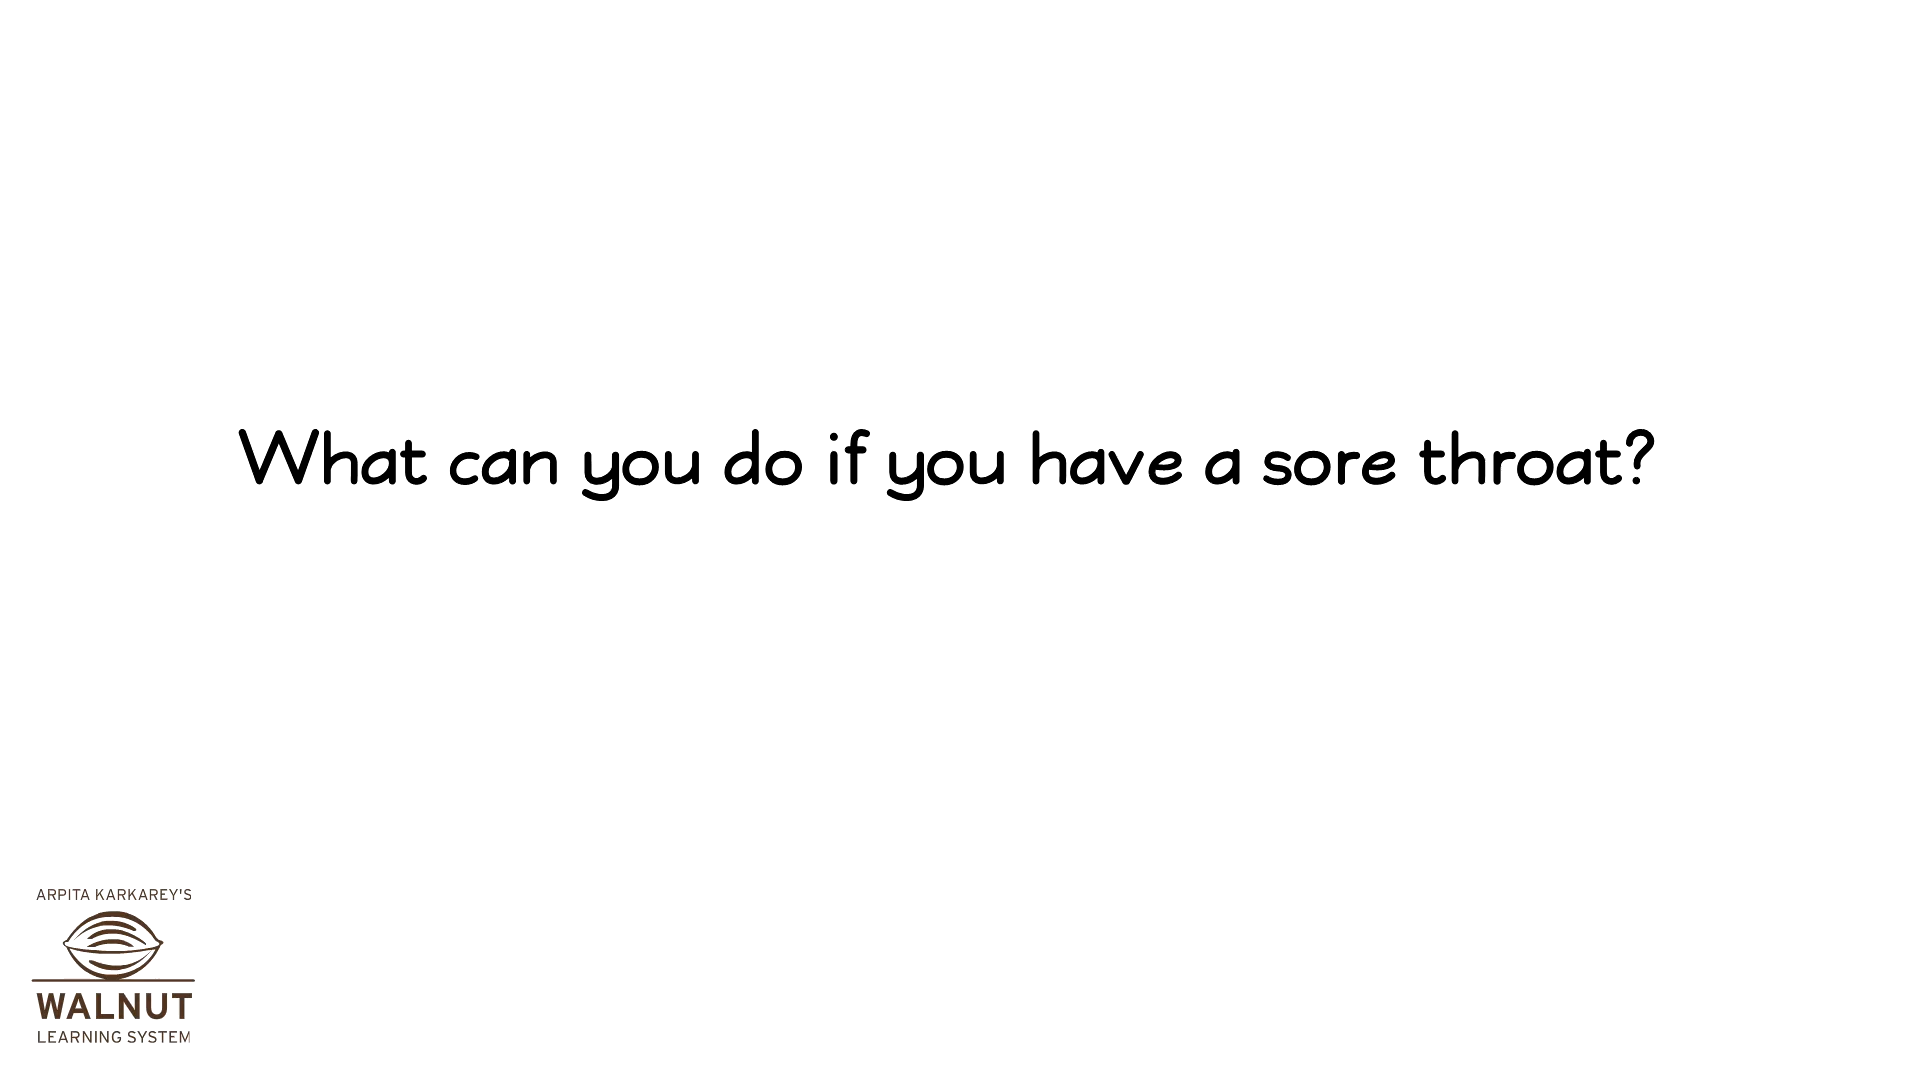 What can you do if you have a sore throat?
ARPITA KARKAREY'S
WALNUT
LEARNING SYSTEM